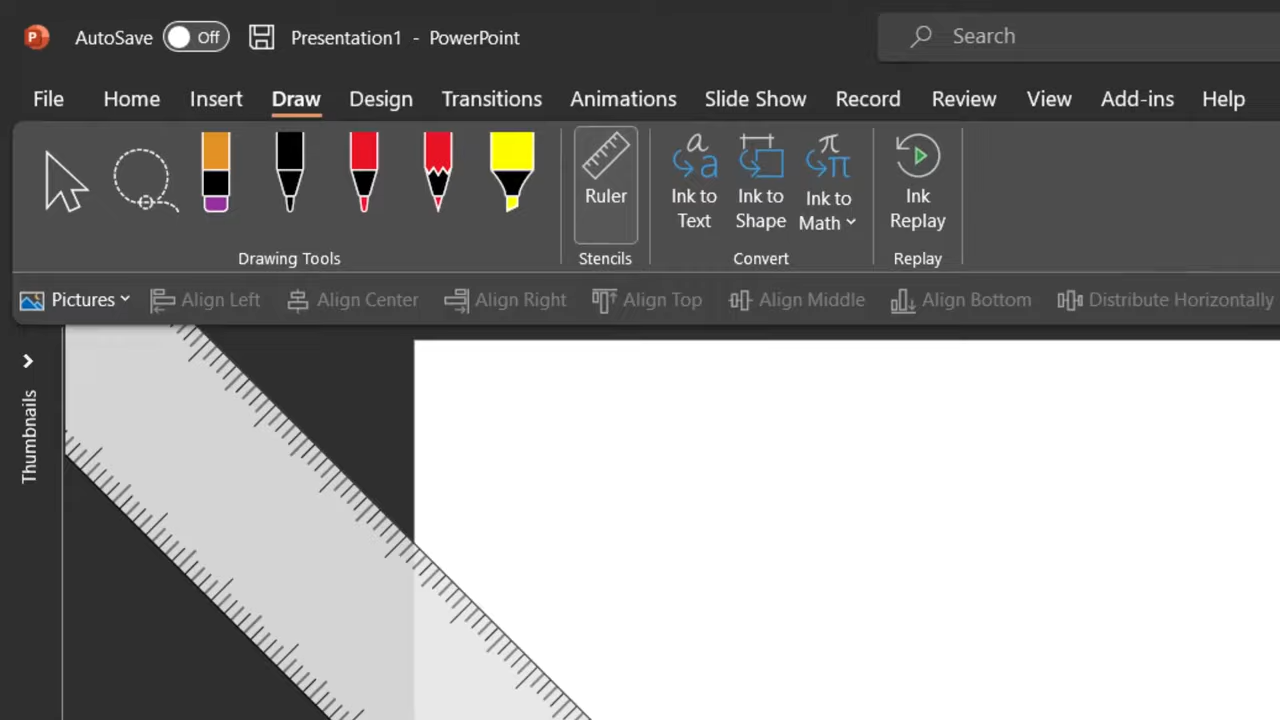 P AutoSave Off Presentation1 - PowerPoint Search
File Home Insert Draw Design Transitions Animations Slide Show Record Review View Add-ins Help
Ruler
a
a
Ink to
Text
Ink to
Shape
π
π
Ink to
Math
Ink
Replay
Drawing Tools Stencils Convert Replay
Pictures Align Left Align Center Align Right Align Top Align Middle Align Bottom Distribute Horizontally
Thumbnails